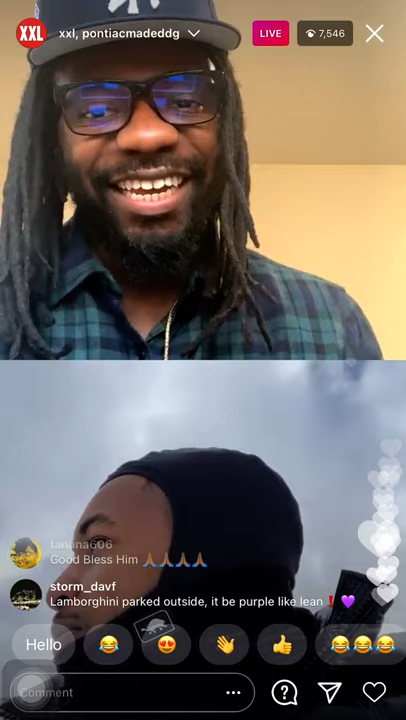 XXL
xxl, pontiacmadeddg
LIVE
7,546
tanana606
Good Bless Him 🙏🏾🙏🏾🙏🏾🙏🏾
storm_davf
Lamborghini parked outside, it be purple like lean❗💜
Hello 😂 😍 👋 👍 😂😂😂
Comment